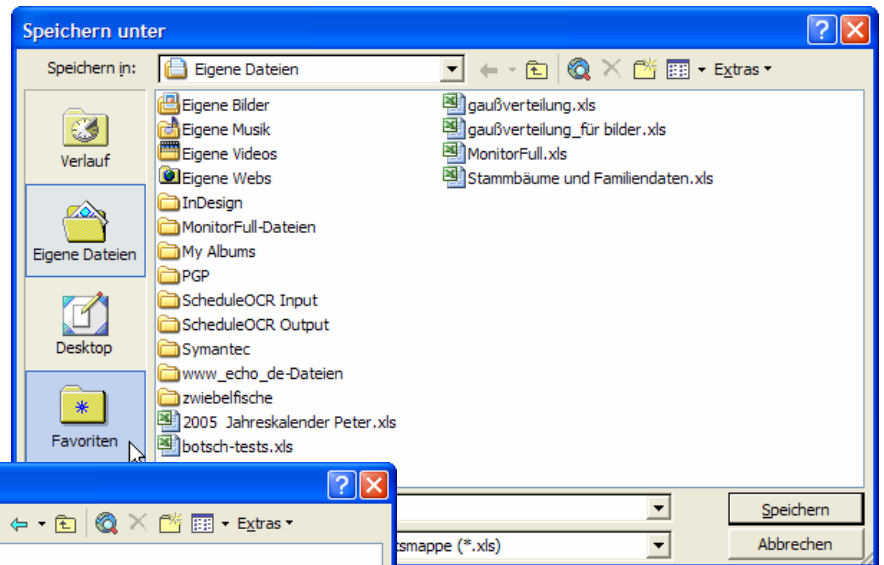 Speichern unter
Speichern in: Eigene Dateien Extras
Verlauf
Eigene Dateien
Desktop
Favoriten
Eigene Bilder
Eigene Musik
Eigene Videos
Eigene Webs
InDesign
MonitorFull-Dateien
My Albums
PGP
ScheduleOCR Input
ScheduleOCR Output
Symantec
www_echo_de-Dateien
zwiebelfische
2005 Jahreskalender Peter.xls
botsch-tests.xls
gaußverteilung.xls
gaußverteilung_für bilder.xls
MonitorFull.xls
Stammbäume und Familiendaten.xls
Speichern
tsmappe (*.xls) Abbrechen
Extras